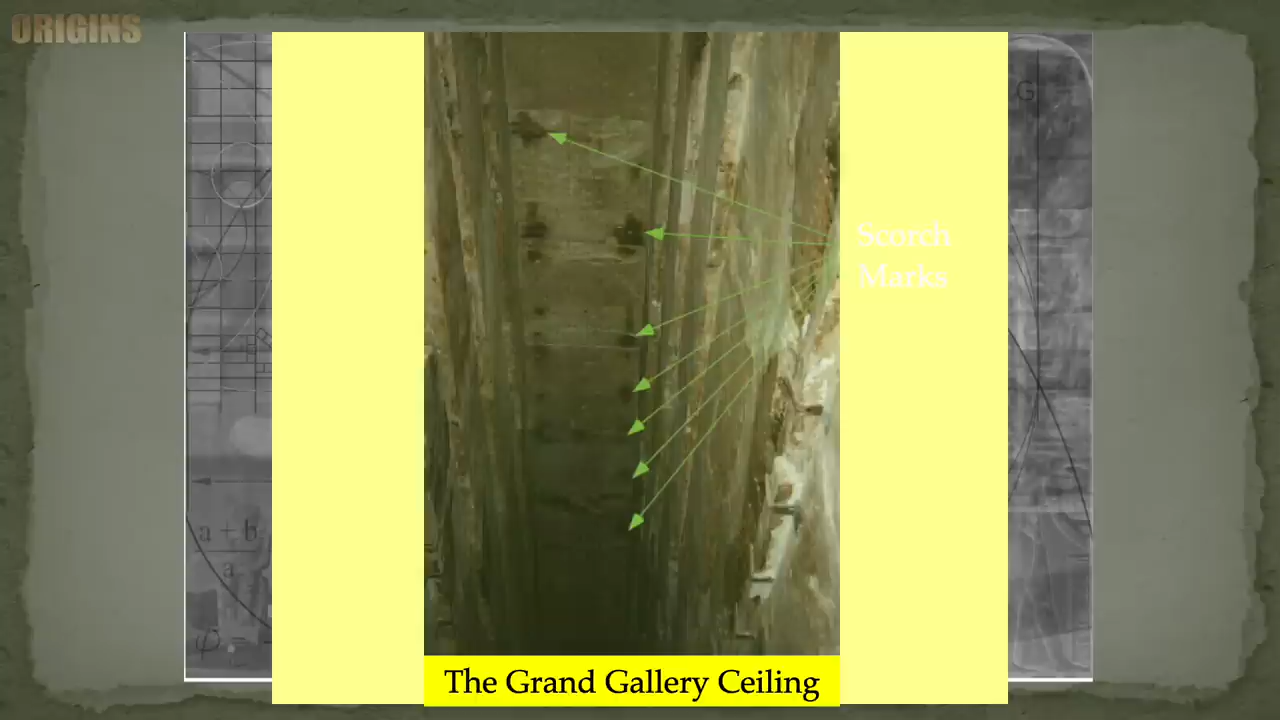 ORIGINS
G
Scorch
Marks
a + b
a
φ
The Grand Gallery Ceiling